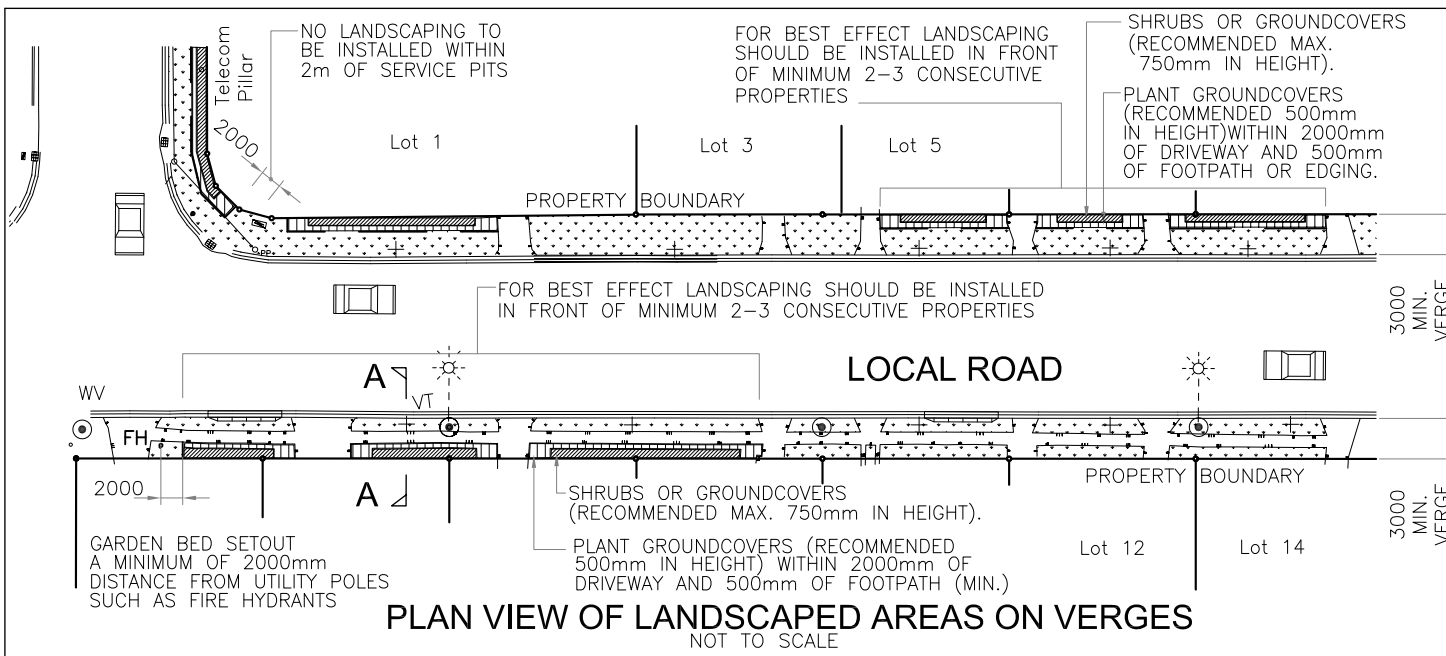 NO LANDSCAPING TO
BE INSTALLED WITHIN
2m OF SERVICE PITS
FOR BEST EFFECT LANDSCAPING
SHOULD BE INSTALLED IN FRONT
OF MINIMUM 2-3 CONSECUTIVE
PROPERTIES
SHRUBS OR GROUNDCOVERS
(RECOMMENDED MAX.
750mm IN HEIGHT).
PLANT GROUNDCOVERS
(RECOMMENDED 500mm
IN HEIGHT)WITHIN 2000mm
OF DRIVEWAY AND 500mm
OF FOOTPATH OR EDGING.
Telecom
Pillar
2000
Lot 1
Lot 3
Lot 5
PROPERTY BOUNDARY
PP
3000
MIN.
VERGE
FOR BEST EFFECT LANDSCAPING SHOULD BE INSTALLED
IN FRONT OF MINIMUM 2-3 CONSECUTIVE PROPERTIES
LOCAL ROAD
A
WV
VT
FH
2000
A
PROPERTY BOUNDARY
SHRUBS OR GROUNDCOVERS
(RECOMMENDED MAX. 750mm IN HEIGHT).
PLANT GROUNDCOVERS (RECOMMENDED
500mm IN HEIGHT) WITHIN 2000mm OF
DRIVEWAY AND 500mm OF FOOTPATH (MIN.)
GARDEN BED SETOUT
A MINIMUM OF 2000mm
DISTANCE FROM UTILITY POLES
SUCH AS FIRE HYDRANTS
Lot 12
Lot 14
3000
MIN.
VERGE
PLAN VIEW OF LANDSCAPED AREAS ON VERGES
NOT TO SCALE